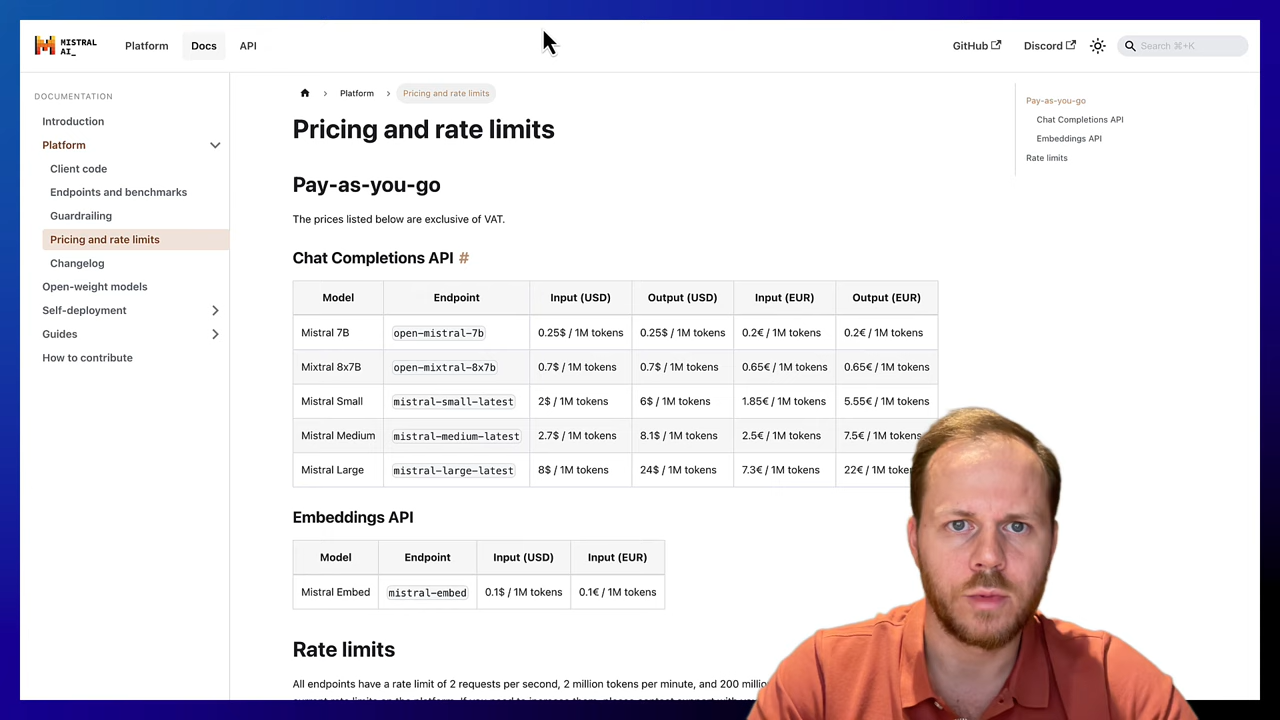 MISTRAL
AI_
Platform
Docs
API
GitHub
Discord
Search ⌘+K
DOCUMENTATION
Introduction
Platform
Client code
Endpoints and benchmarks
Guardrailing
Pricing and rate limits
Changelog
Open-weight models
Self-deployment
Guides
How to contribute
Platform
Pricing and rate limits
Pricing and rate limits
Pay-as-you-go
The prices listed below are exclusive of VAT.
Chat Completions API #
Model Endpoint Input (USD) Output (USD) Input (EUR) Output (EUR)
Mistral 7B open-mistral-7b 0.25$ / 1M tokens 0.25$ / 1M tokens 0.2€ / 1M tokens 0.2€ / 1M tokens
Mixtral 8x7B open-mixtral-8x7b 0.7$ / 1M tokens 0.7$ / 1M tokens 0.65€ / 1M tokens 0.65€ / 1M tokens
Mistral Small mistral-small-latest 2$ / 1M tokens 6$ / 1M tokens 1.85€ / 1M tokens 5.55€ / 1M tokens
Mistral Medium mistral-medium-latest 2.7$ / 1M tokens 8.1$ / 1M tokens 2.5€ / 1M tokens 7.5€ / 1M tokens
Mistral Large mistral-large-latest 8$ / 1M tokens 24$ / 1M tokens 7.3€ / 1M tokens 22€ / 1M
Embeddings API
Model Endpoint Input (USD) Input (EUR)
Mistral Embed mistral-embed 0.1$ / 1M tokens 0.1€ / 1M tokens
Rate limits
All endpoints have a rate limit of 2 requests per second, 2 million tokens per minute, and 200
Pay-as-you-go
Chat Completions API
Embeddings API
Rate limits